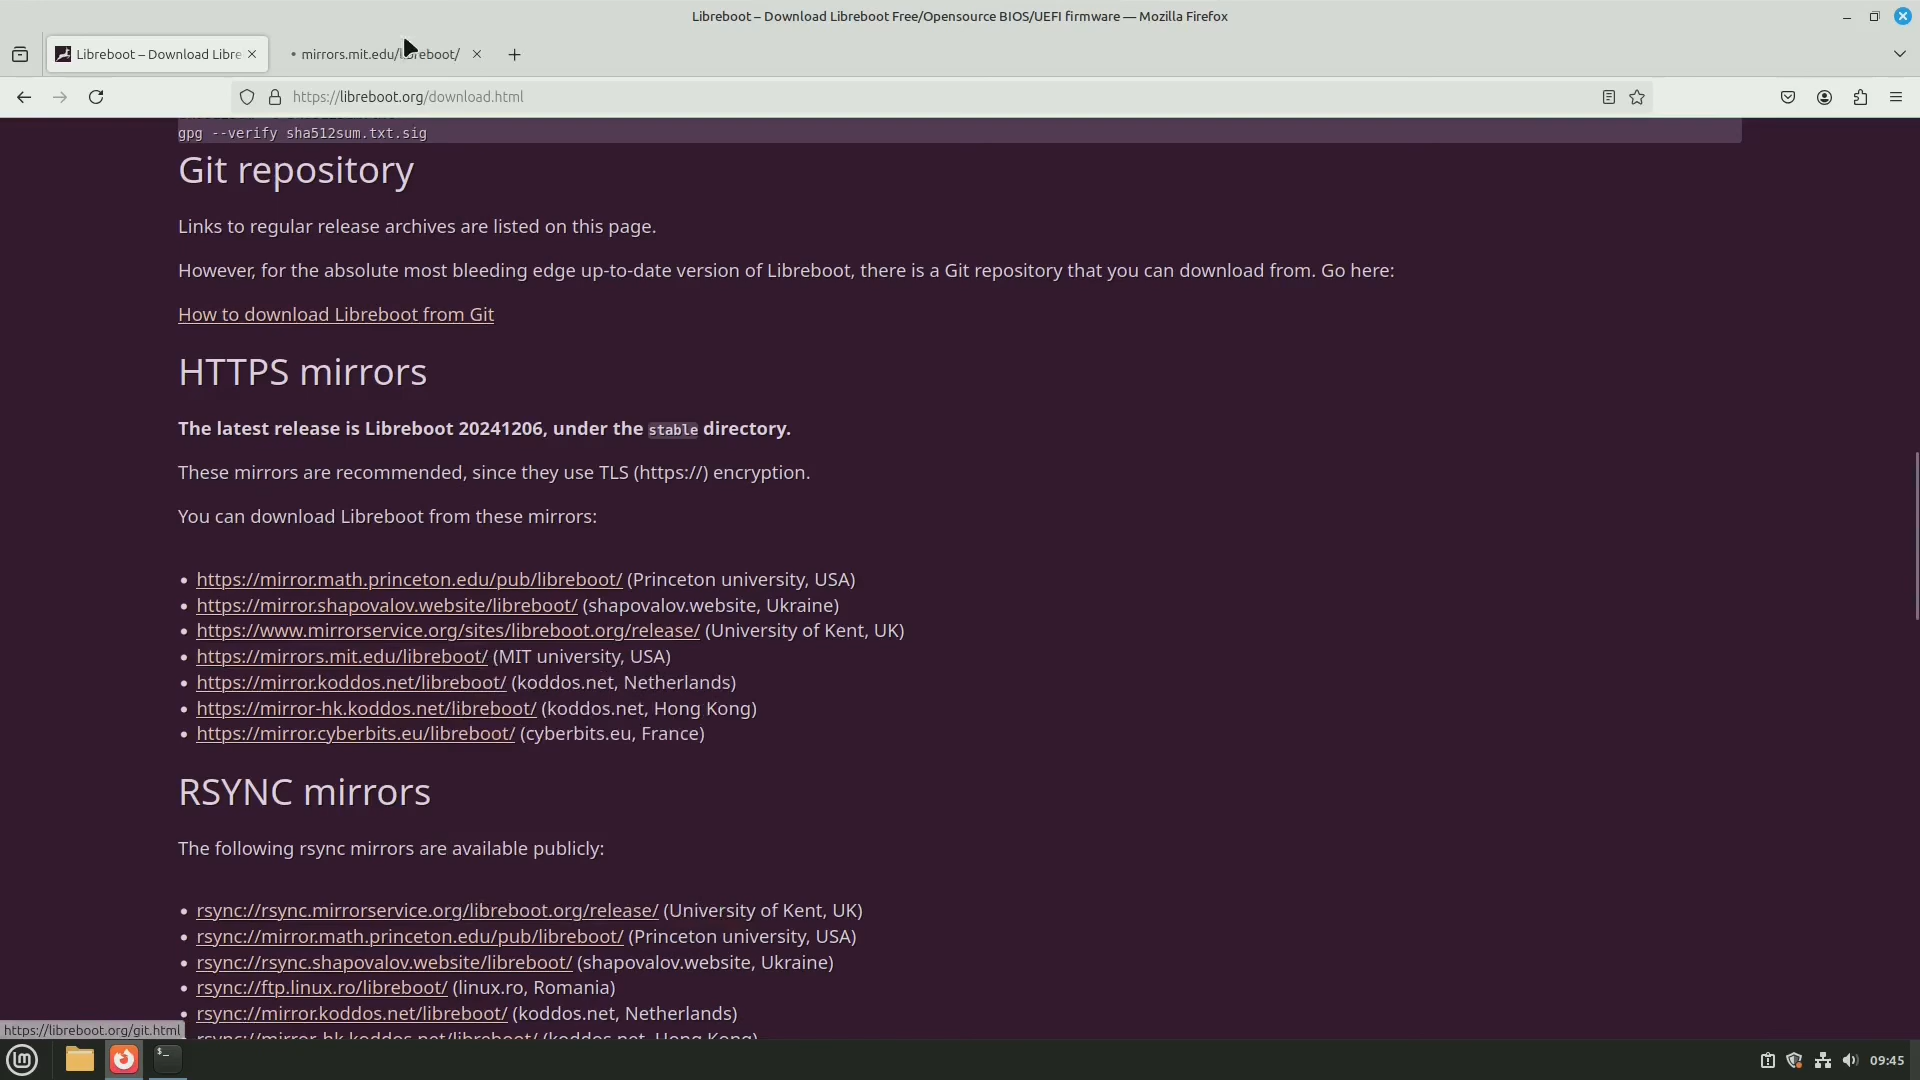 Libreboot – Download Libreboot Free/Opensource BIOS/UEFI firmware — Mozilla Firefox
Libreboot – Download Libre
mirrors.mit.edu/libreboot/
https://libreboot.org/download.html
gpg --verify sha512sum.txt.sig
Git repository
Links to regular release archives are listed on this page.
However, for the absolute most bleeding edge up-to-date version of Libreboot, there is a Git repository that you can download from. Go here:
How to download Libreboot from Git
HTTPS mirrors
The latest release is Libreboot 20241206, under the stable directory.
These mirrors are recommended, since they use TLS (https://) encryption.
You can download Libreboot from these mirrors:
• https://mirror.math.princeton.edu/pub/libreboot/ (Princeton university, USA)
• https://mirror.shapovalov.website/libreboot/ (shapovalov.website, Ukraine)
• https://www.mirrorservice.org/sites/libreboot.org/release/ (University of Kent, UK)
• https://mirrors.mit.edu/libreboot/ (MIT university, USA)
• https://mirror.koddos.net/libreboot/ (koddos.net, Netherlands)
• https://mirror-hk.koddos.net/libreboot/ (koddos.net, Hong Kong)
• https://mirror.cyberbits.eu/libreboot/ (cyberbits.eu, France)
RSYNC mirrors
The following rsync mirrors are available publicly:
• rsync://rsync.mirrorservice.org/libreboot.org/release/ (University of Kent, UK)
• rsync://mirror.math.princeton.edu/pub/libreboot/ (Princeton university, USA)
• rsync://rsync.shapovalov.website/libreboot/ (shapovalov.website, Ukraine)
• rsync://ftp.linux.ro/libreboot/ (linux.ro, Romania)
• rsync://mirror.koddos.net/libreboot/ (koddos.net, Netherlands)
rsync://mirror-hk.koddos.net/libreboot/ (koddos.net, Hong Kong)
https://libreboot.org/git.html
09:45